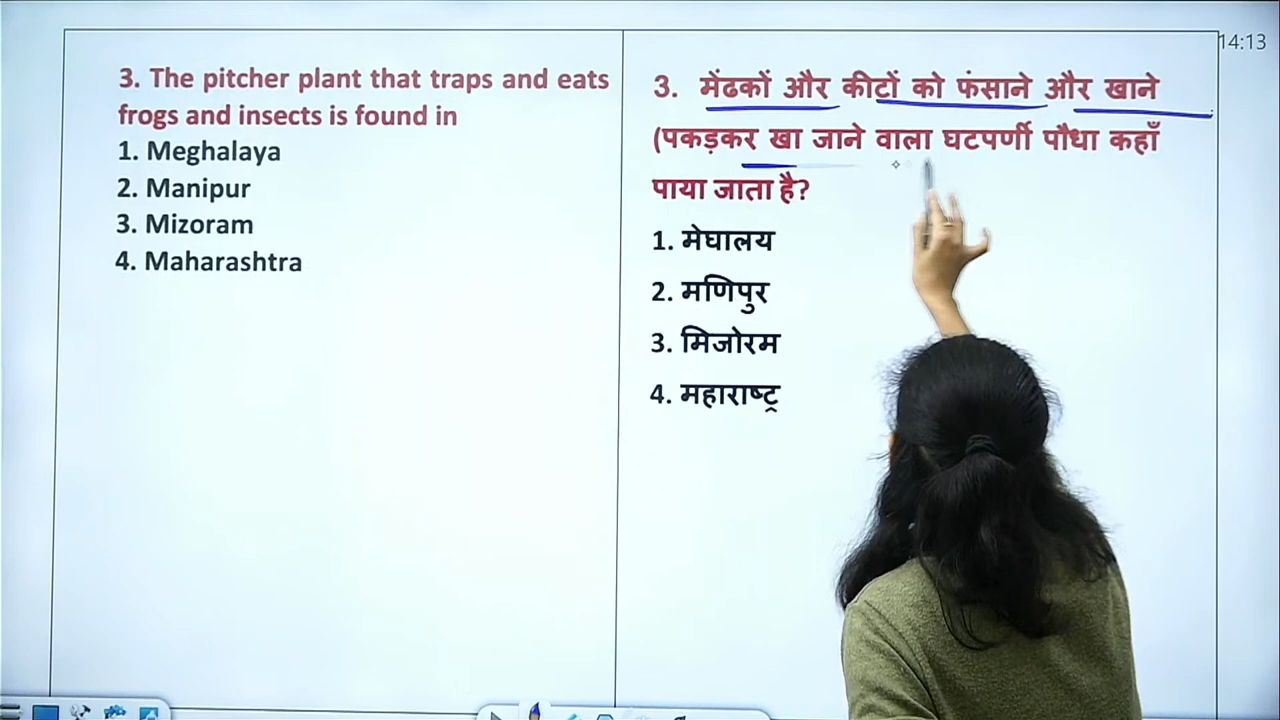 14:13
3. The pitcher plant that traps and eats
frogs and insects is found in
1. Meghalaya
2. Manipur
3. Mizoram
4. Maharashtra
3. मेंढकों और कीटों को फंसाने और खाने
(पकड़कर खा जाने वाला घटपर्णी पौधा कहाँ
पाया जाता है?
1. मेघालय
2. मणिपुर
3. मिजोरम
4. महाराष्ट्र